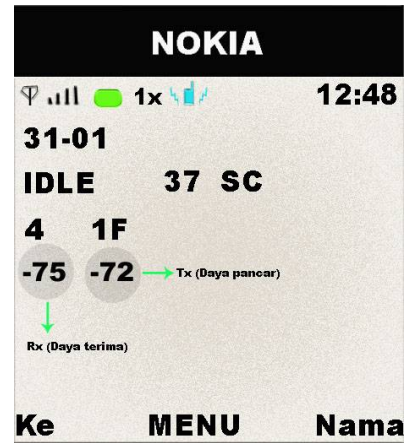 NOKIA
1x 12:48
31-01
IDLE 37 SC
4 1F
-75 -72 Tx (Daya pancar)
Rx (Daya terima)
Ke MENU Nama